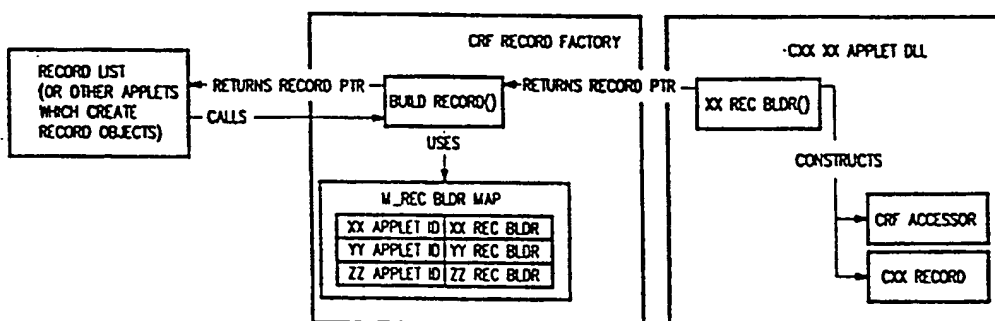 RECORD LIST
(OR OTHER APPLETS
WHICH CREATE
RECORD OBJECTS)
RETURNS RECORD PTR
CALLS
CRF RECORD FACTORY
BUILD RECORD()
USES
M_REC BLDR MAP
XX APPLET ID XX REC BLDR
YY APPLET ID YY REC BLDR
ZZ APPLET ID ZZ REC BLDR
RETURNS RECORD PTR
CXX XX APPLET DLL
XX REC BLDR()
CONSTRUCTS
CRF ACCESSOR
CXX RECORD